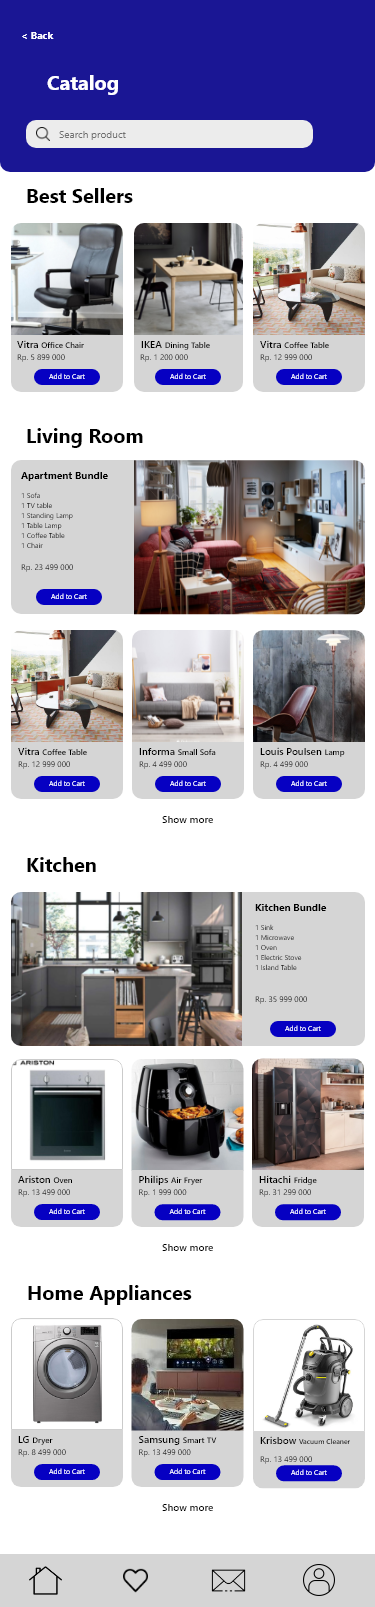 < Back
Catalog
Search product
Best Sellers
Vitra Office Chair
Rp. 5 899 000
Add to Cart
IKEA Dining Table
Rp. 1 200 000
Add to Cart
Vitra Coffee Table
Rp. 12 999 000
Add to Cart
Living Room
Apartment Bundle
1 Sofa
1 TV table
1 Standing Lamp
1 Table Lamp
1 Coffee Table
1 Chair
Rp. 23 499 000
Add to Cart
Vitra Coffee Table
Rp. 12 999 000
Add to Cart
Informa Small Sofa
Rp. 4 499 000
Add to Cart
Louis Poulsen Lamp
Rp. 4 499 000
Add to Cart
Show more
Kitchen
Kitchen Bundle
1 Sink
1 Microwave
1 Oven
1 Electric Stove
1 Island Table
Rp. 35 999 000
Add to Cart
ARISTON
Ariston Oven
Rp. 13 499 000
Add to Cart
Philips Air Fryer
Rp. 1 999 000
Add to Cart
Hitachi Fridge
Rp. 31 299 000
Add to Cart
Show more
Home Appliances
LG Dryer
Rp. 8 499 000
Add to Cart
Samsung Smart TV
Rp. 13 499 000
Add to Cart
Krisbow Vacuum Cleaner
Rp. 13 499 000
Add to Cart
Show more